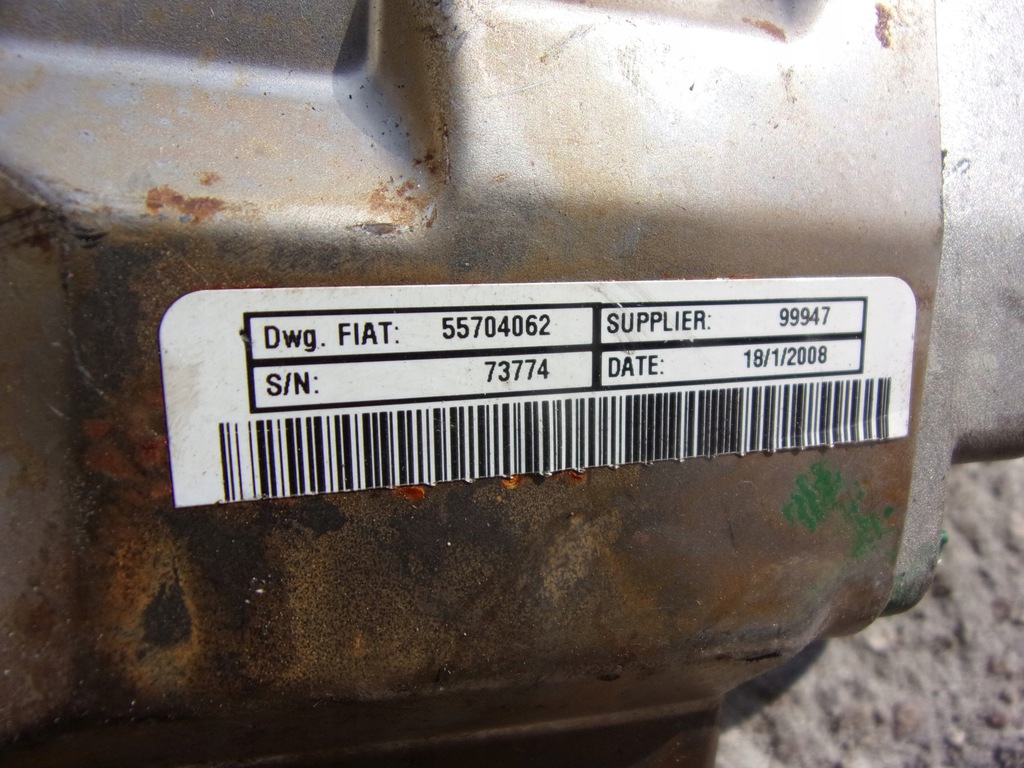 Dwg. FIAT: 55704062 SUPPLIER: 99947
S/N: 73774 DATE: 18/1/2008